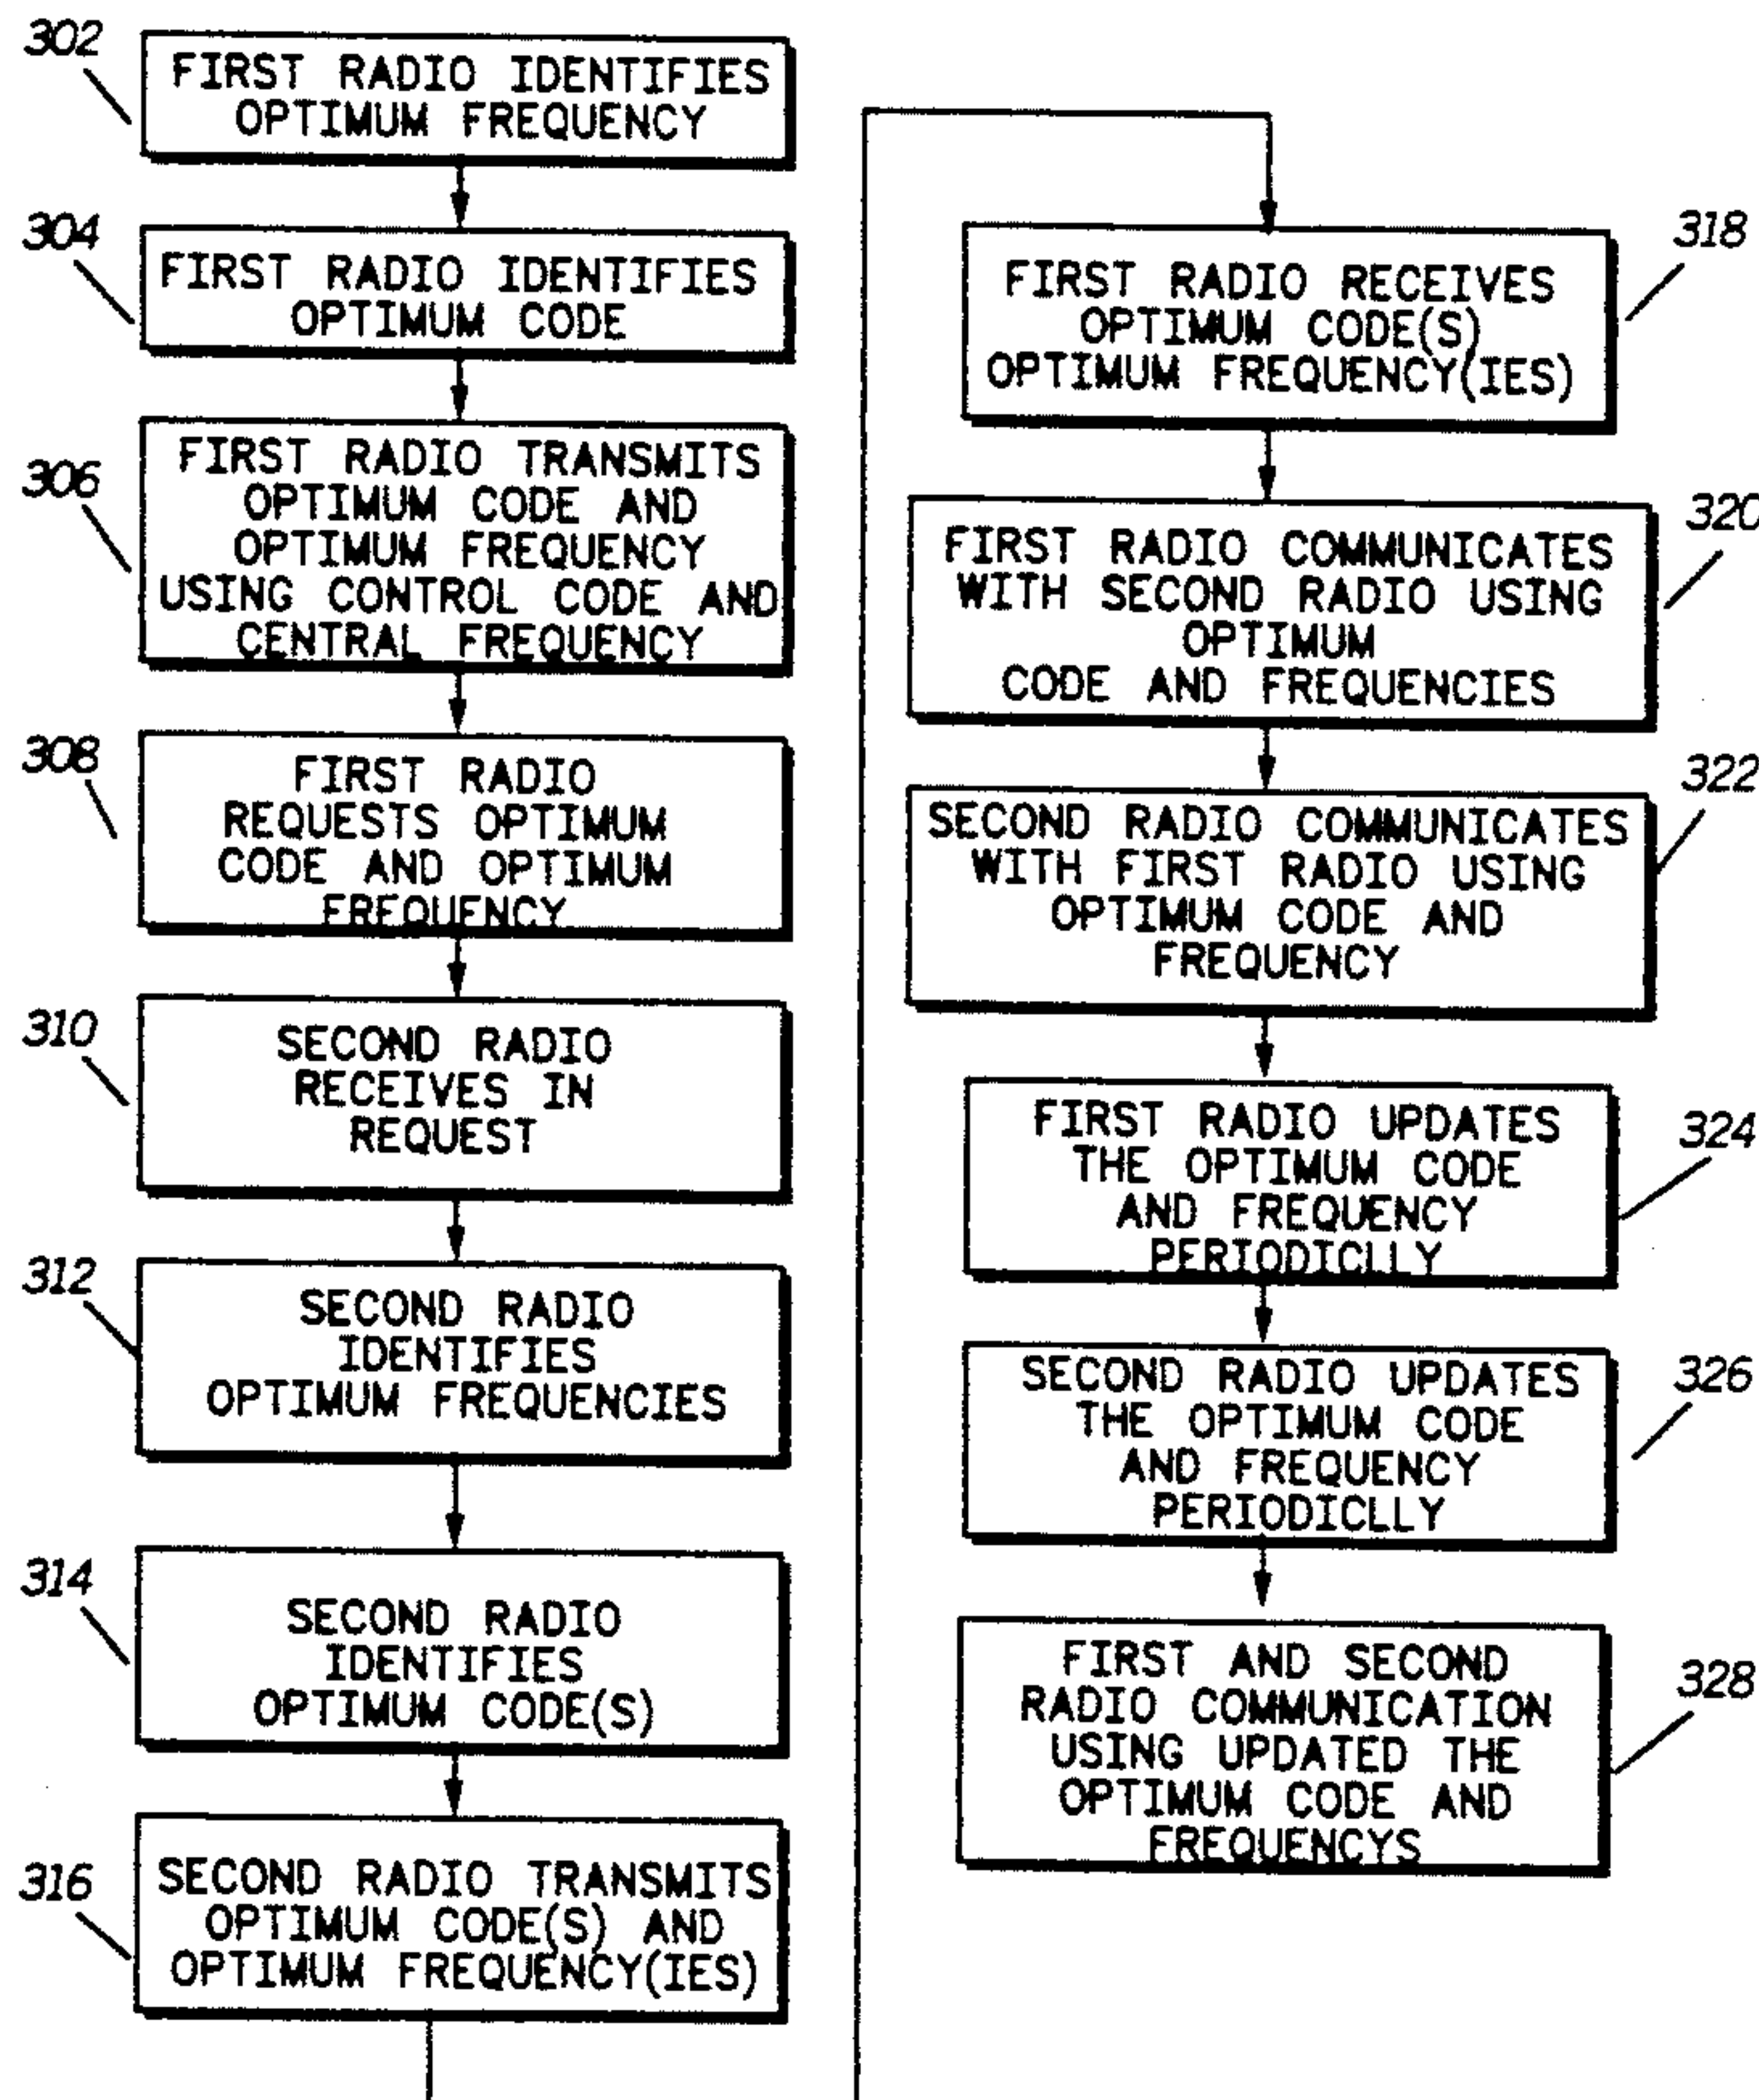 302
FIRST RADIO IDENTIFIES
OPTIMUM FREQUENCY
304
FIRST RADIO IDENTIFIES
OPTIMUM CODE
306
FIRST RADIO TRANSMITS
OPTIMUM CODE AND
OPTIMUM FREQUENCY
USING CONTROL CODE AND
CENTRAL FREQUENCY
308
FIRST RADIO
REQUESTS OPTIMUM
CODE AND OPTIMUM
FREQUENCY
310
SECOND RADIO
RECEIVES IN
REQUEST
312
SECOND RADIO
IDENTIFIES
OPTIMUM FREQUENCIES
314
SECOND RADIO
IDENTIFIES
OPTIMUM CODE(S)
316
SECOND RADIO TRANSMITS
OPTIMUM CODE(S) AND
OPTIMUM FREQUENCY(IES)
318
FIRST RADIO RECEIVES
OPTIMUM CODE(S)
OPTIMUM FREQUENCY(IES)
320
FIRST RADIO COMMUNICATES
WITH SECOND RADIO USING
OPTIMUM
CODE AND FREQUENCIES
322
SECOND RADIO COMMUNICATES
WITH FIRST RADIO USING
OPTIMUM CODE AND
FREQUENCY
324
FIRST RADIO UPDATES
THE OPTIMUM CODE
AND FREQUENCY
PERIODICLLY
326
SECOND RADIO UPDATES
THE OPTIMUM CODE
AND FREQUENCY
PERIODICLLY
328
FIRST AND SECOND
RADIO COMMUNICATION
USING UPDATED THE
OPTIMUM CODE AND
FREQUENCYS